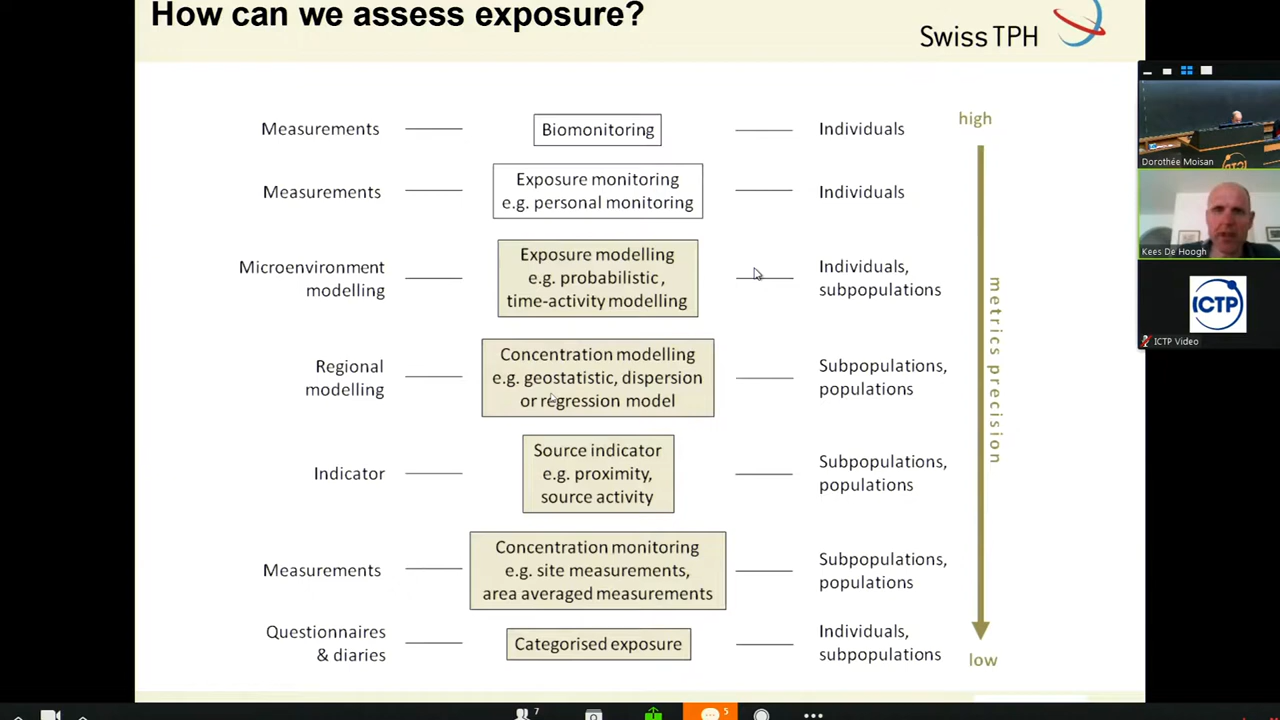 How can we assess exposure?
Swiss TPH
Measurements
Biomonitoring
Individuals
high
Measurements
Exposure monitoring
e.g. personal monitoring
Individuals
Microenvironment
modelling
Exposure modelling
e.g. probabilistic,
time-activity modelling
Individuals,
subpopulations
Regional
modelling
Concentration modelling
e.g. geostatistic, dispersion
or regression model
Subpopulations,
populations
Indicator
Source indicator
e.g. proximity,
source activity
Subpopulations,
populations
Measurements
Concentration monitoring
e.g. site measurements,
area averaged measurements
Subpopulations,
populations
Questionnaires
& diaries
Categorised exposure
Individuals,
subpopulations
metrics precision
low
Dorothée Moisan
Kees De Hoogh
ICTP
ICTP Video
7
5